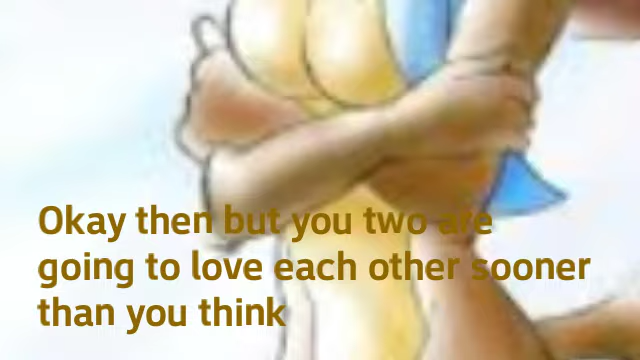 Okay then but you two are
going to love each other sooner
than you think